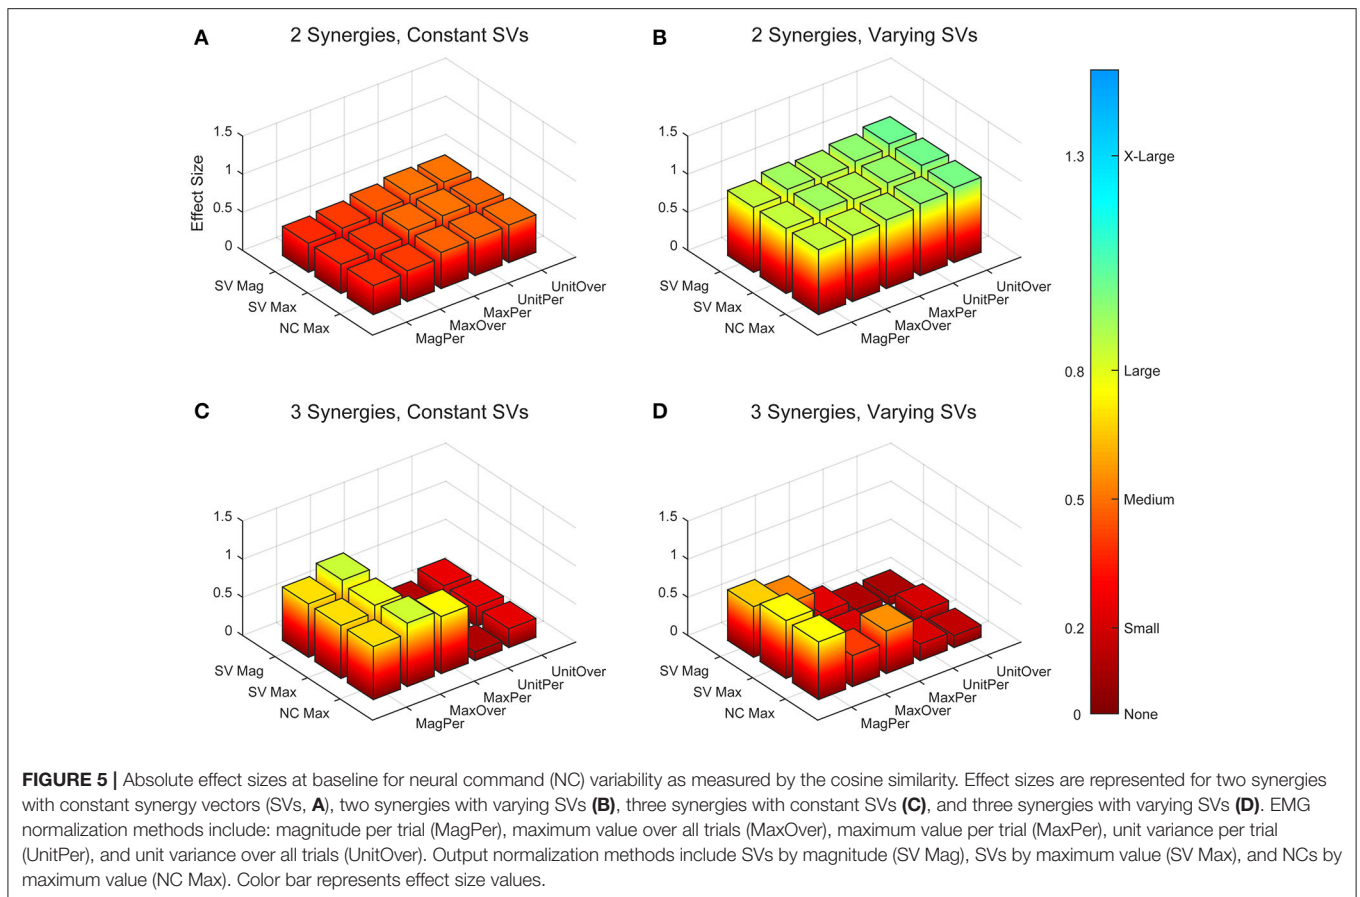 A 2 Synergies, Constant SVs
1.5
1
0.5
0
Effect Size
SV Mag
SV Max
NC Max
MagPer
MaxOver
MaxPer
UnitPer
UnitOver
B 2 Synergies, Varying SVs
1.5
1
0.5
0
SV Mag
SV Max
NC Max
MagPer
MaxOver
MaxPer
UnitPer
UnitOver
C 3 Synergies, Constant SVs
1.5
1
0.5
0
SV Mag
SV Max
NC Max
MagPer
MaxOver
MaxPer
UnitPer
UnitOver
D 3 Synergies, Varying SVs
1.5
1
0.5
0
SV Mag
SV Max
NC Max
MagPer
MaxOver
MaxPer
UnitPer
UnitOver
1.3 X-Large
0.8 Large
0.5 Medium
0.2 Small
0 None
FIGURE 5 | Absolute effect sizes at baseline for neural command (NC) variability as measured by the cosine similarity. Effect sizes are represented for two synergies
with constant synergy vectors (SVs, A), two synergies with varying SVs (B), three synergies with constant SVs (C), and three synergies with varying SVs (D). EMG
normalization methods include: magnitude per trial (MagPer), maximum value over all trials (MaxOver), maximum value per trial (MaxPer), unit variance per trial
(UnitPer), and unit variance over all trials (UnitOver). Output normalization methods include SVs by magnitude (SV Mag), SVs by maximum value (SV Max), and NCs by
maximum value (NC Max). Color bar represents effect size values.